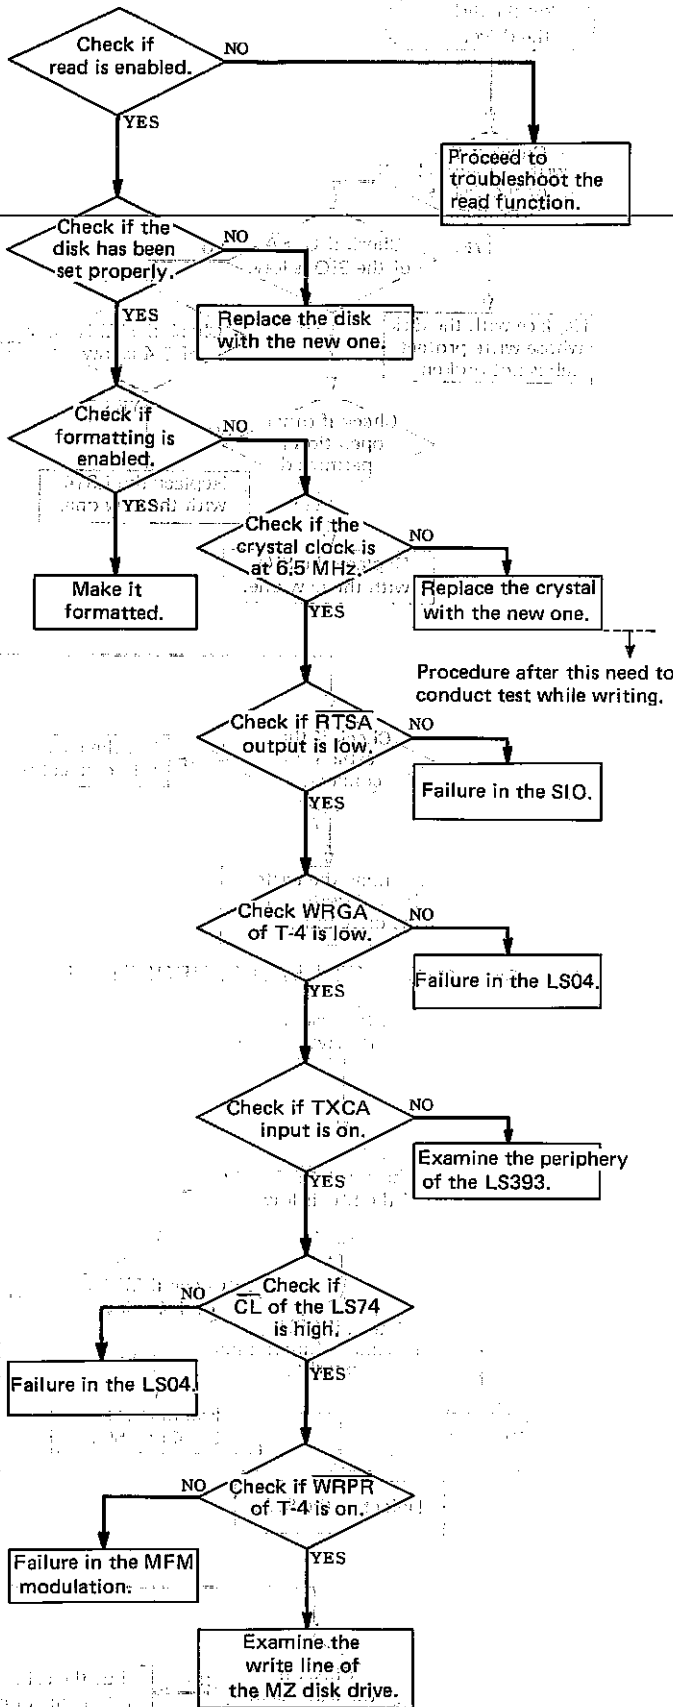 Check if
read is enabled.
NO
YES
Proceed to
troubleshoot the
read function.
Check if the
disk has been
set properly.
NO
YES
Replace the disk
with the new one.
Check if
formatting is
enabled.
NO
YES
Make it
formatted.
Check if the
crystal clock is
at 6.5 MHz.
NO
YES
Replace the crystal
with the new one.
Procedure after this need to
conduct test while writing.
Check if R̅T̅S̅A̅
output is low.
NO
YES
Failure in the SIO.
Check WRGA
of T-4 is low.
NO
YES
Failure in the LS04.
Check if TXCA
input is on.
NO
YES
Examine the periphery
of the LS393.
Check if
C̅L̅ of the LS74
is high.
NO
YES
Failure in the LS04.
Check if W̅R̅P̅R̅
of T-4 is on.
NO
YES
Failure in the MFM
modulation.
Examine the
write line of
the MZ disk drive.